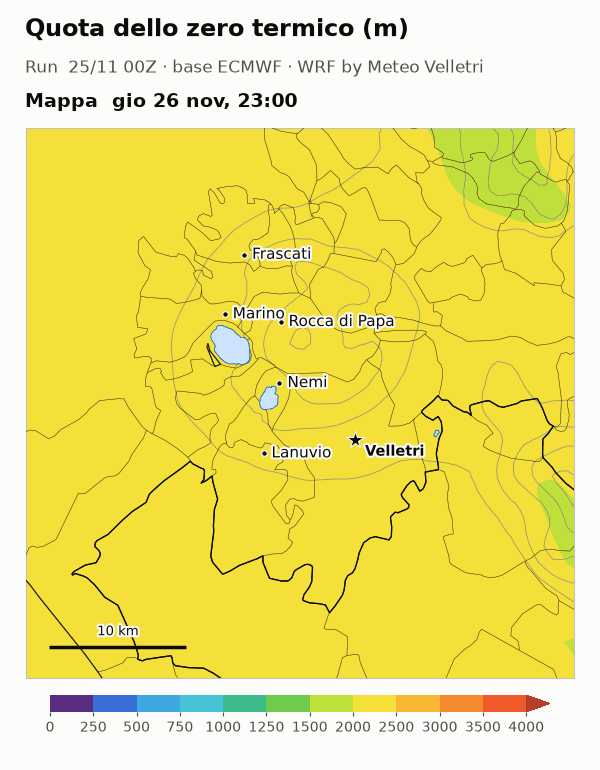 Quota dello zero termico (m)
Run 25/11 00Z · base ECMWF · WRF by Meteo Velletri
Mappa gio 26 nov, 23:00
Frascati
Marino
Rocca di Papa
Nemi
Velletri
Lanuvio
10 km
0 250 500 750 1000 1250 1500 2000 2500 3000 3500 4000